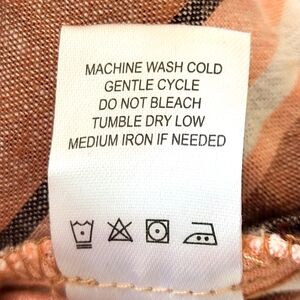 MACHINE WASH COLD
GENTLE CYCLE
DO NOT BLEACH
TUMBLE DRY LOW
MEDIUM IRON IF NEEDED